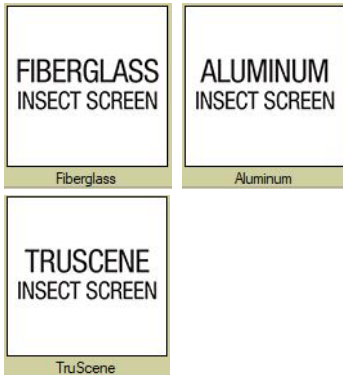 FIBERGLASS
INSECT SCREEN
Fiberglass
ALUMINUM
INSECT SCREEN
Aluminum
TRUSCENE
INSECT SCREEN
TruScene